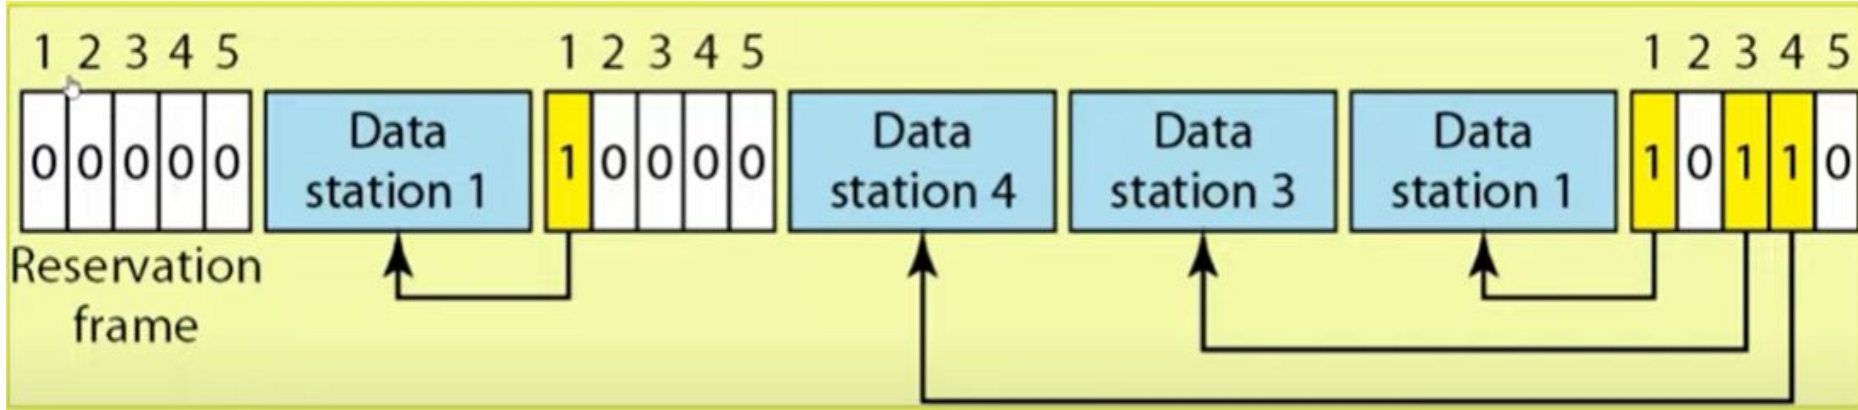 1 2 3 4 5 1 2 3 4 5 1 2 3 4 5
0 0 0 0 0
Data
station 1
1 0 0 0 0
Data
station 4
Data
station 3
Data
station 1
1 0 1 1 0
Reservation
frame